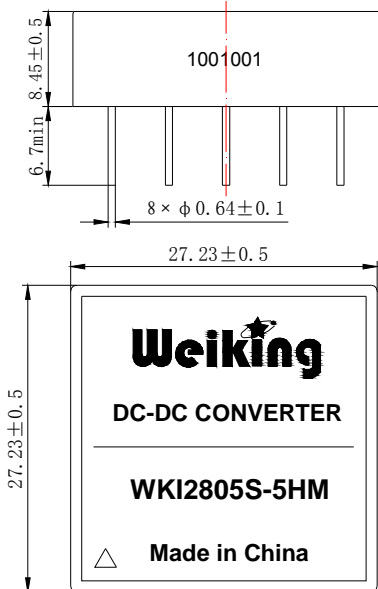 8.45±0.5
1001001
6.7min
8×φ0.64±0.1
27.23±0.5
27.23±0.5
Weiking
DC-DC CONVERTER
WKI2805S-5HM
Made in China